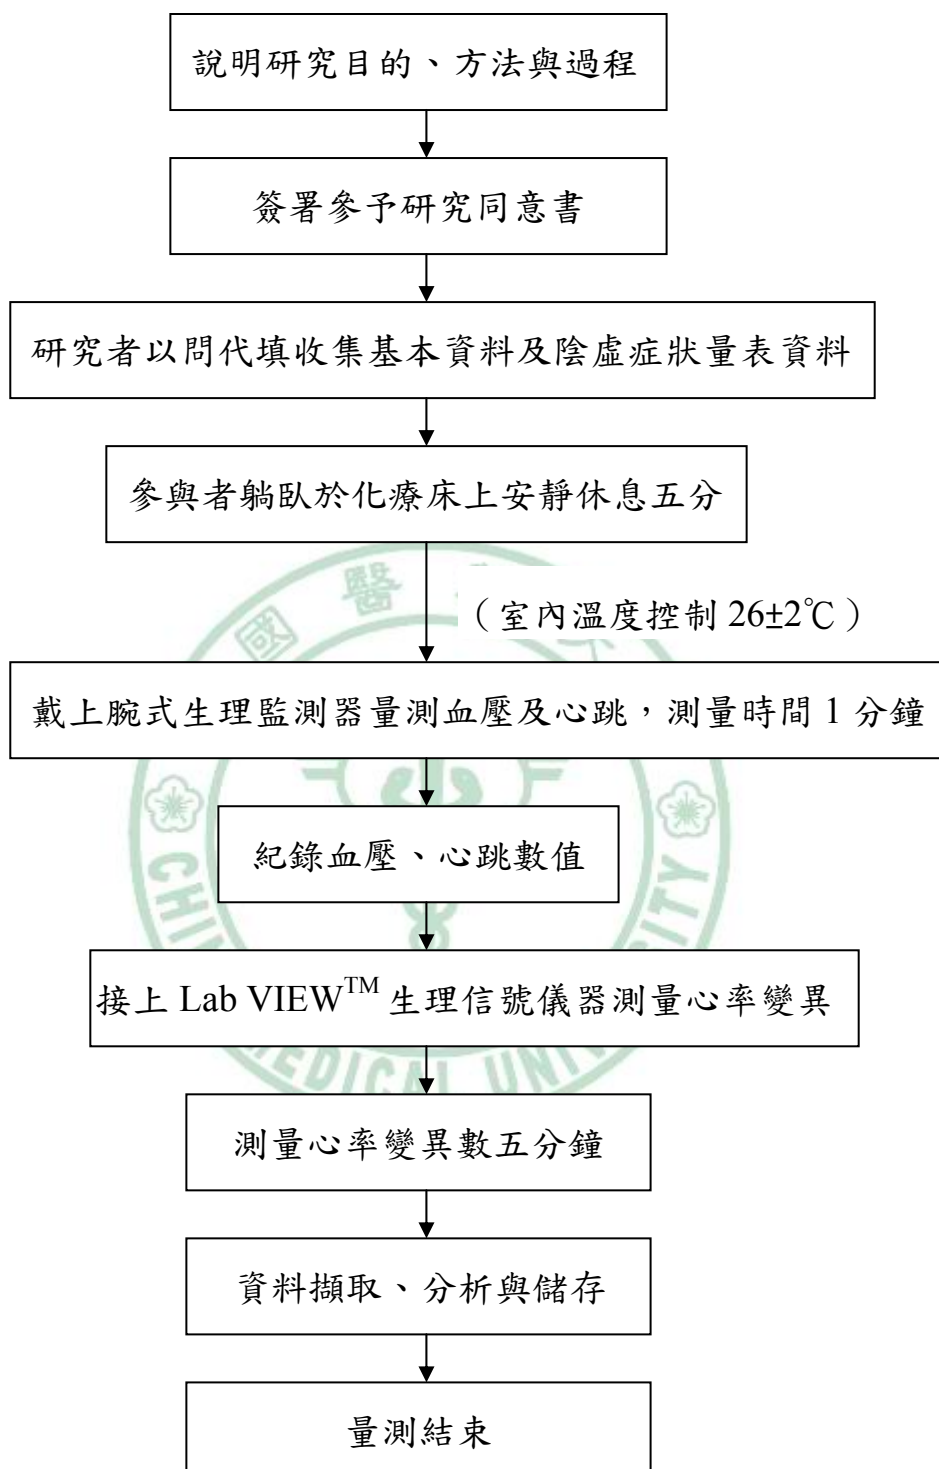 說明研究目的、方法與過程
簽署參予研究同意書
研究者以問代填收集基本資料及陰虛症狀量表資料
參與者躺臥於化療床上安靜休息五分
（室內溫度控制 26±2℃）
戴上腕式生理監測器量測血壓及心跳，測量時間 1 分鐘
紀錄血壓、心跳數值
接上 Lab VIEW™ 生理信號儀器測量心率變異
測量心率變異數五分鐘
資料擷取、分析與儲存
量測結束
國醫
MEDICAL UNI